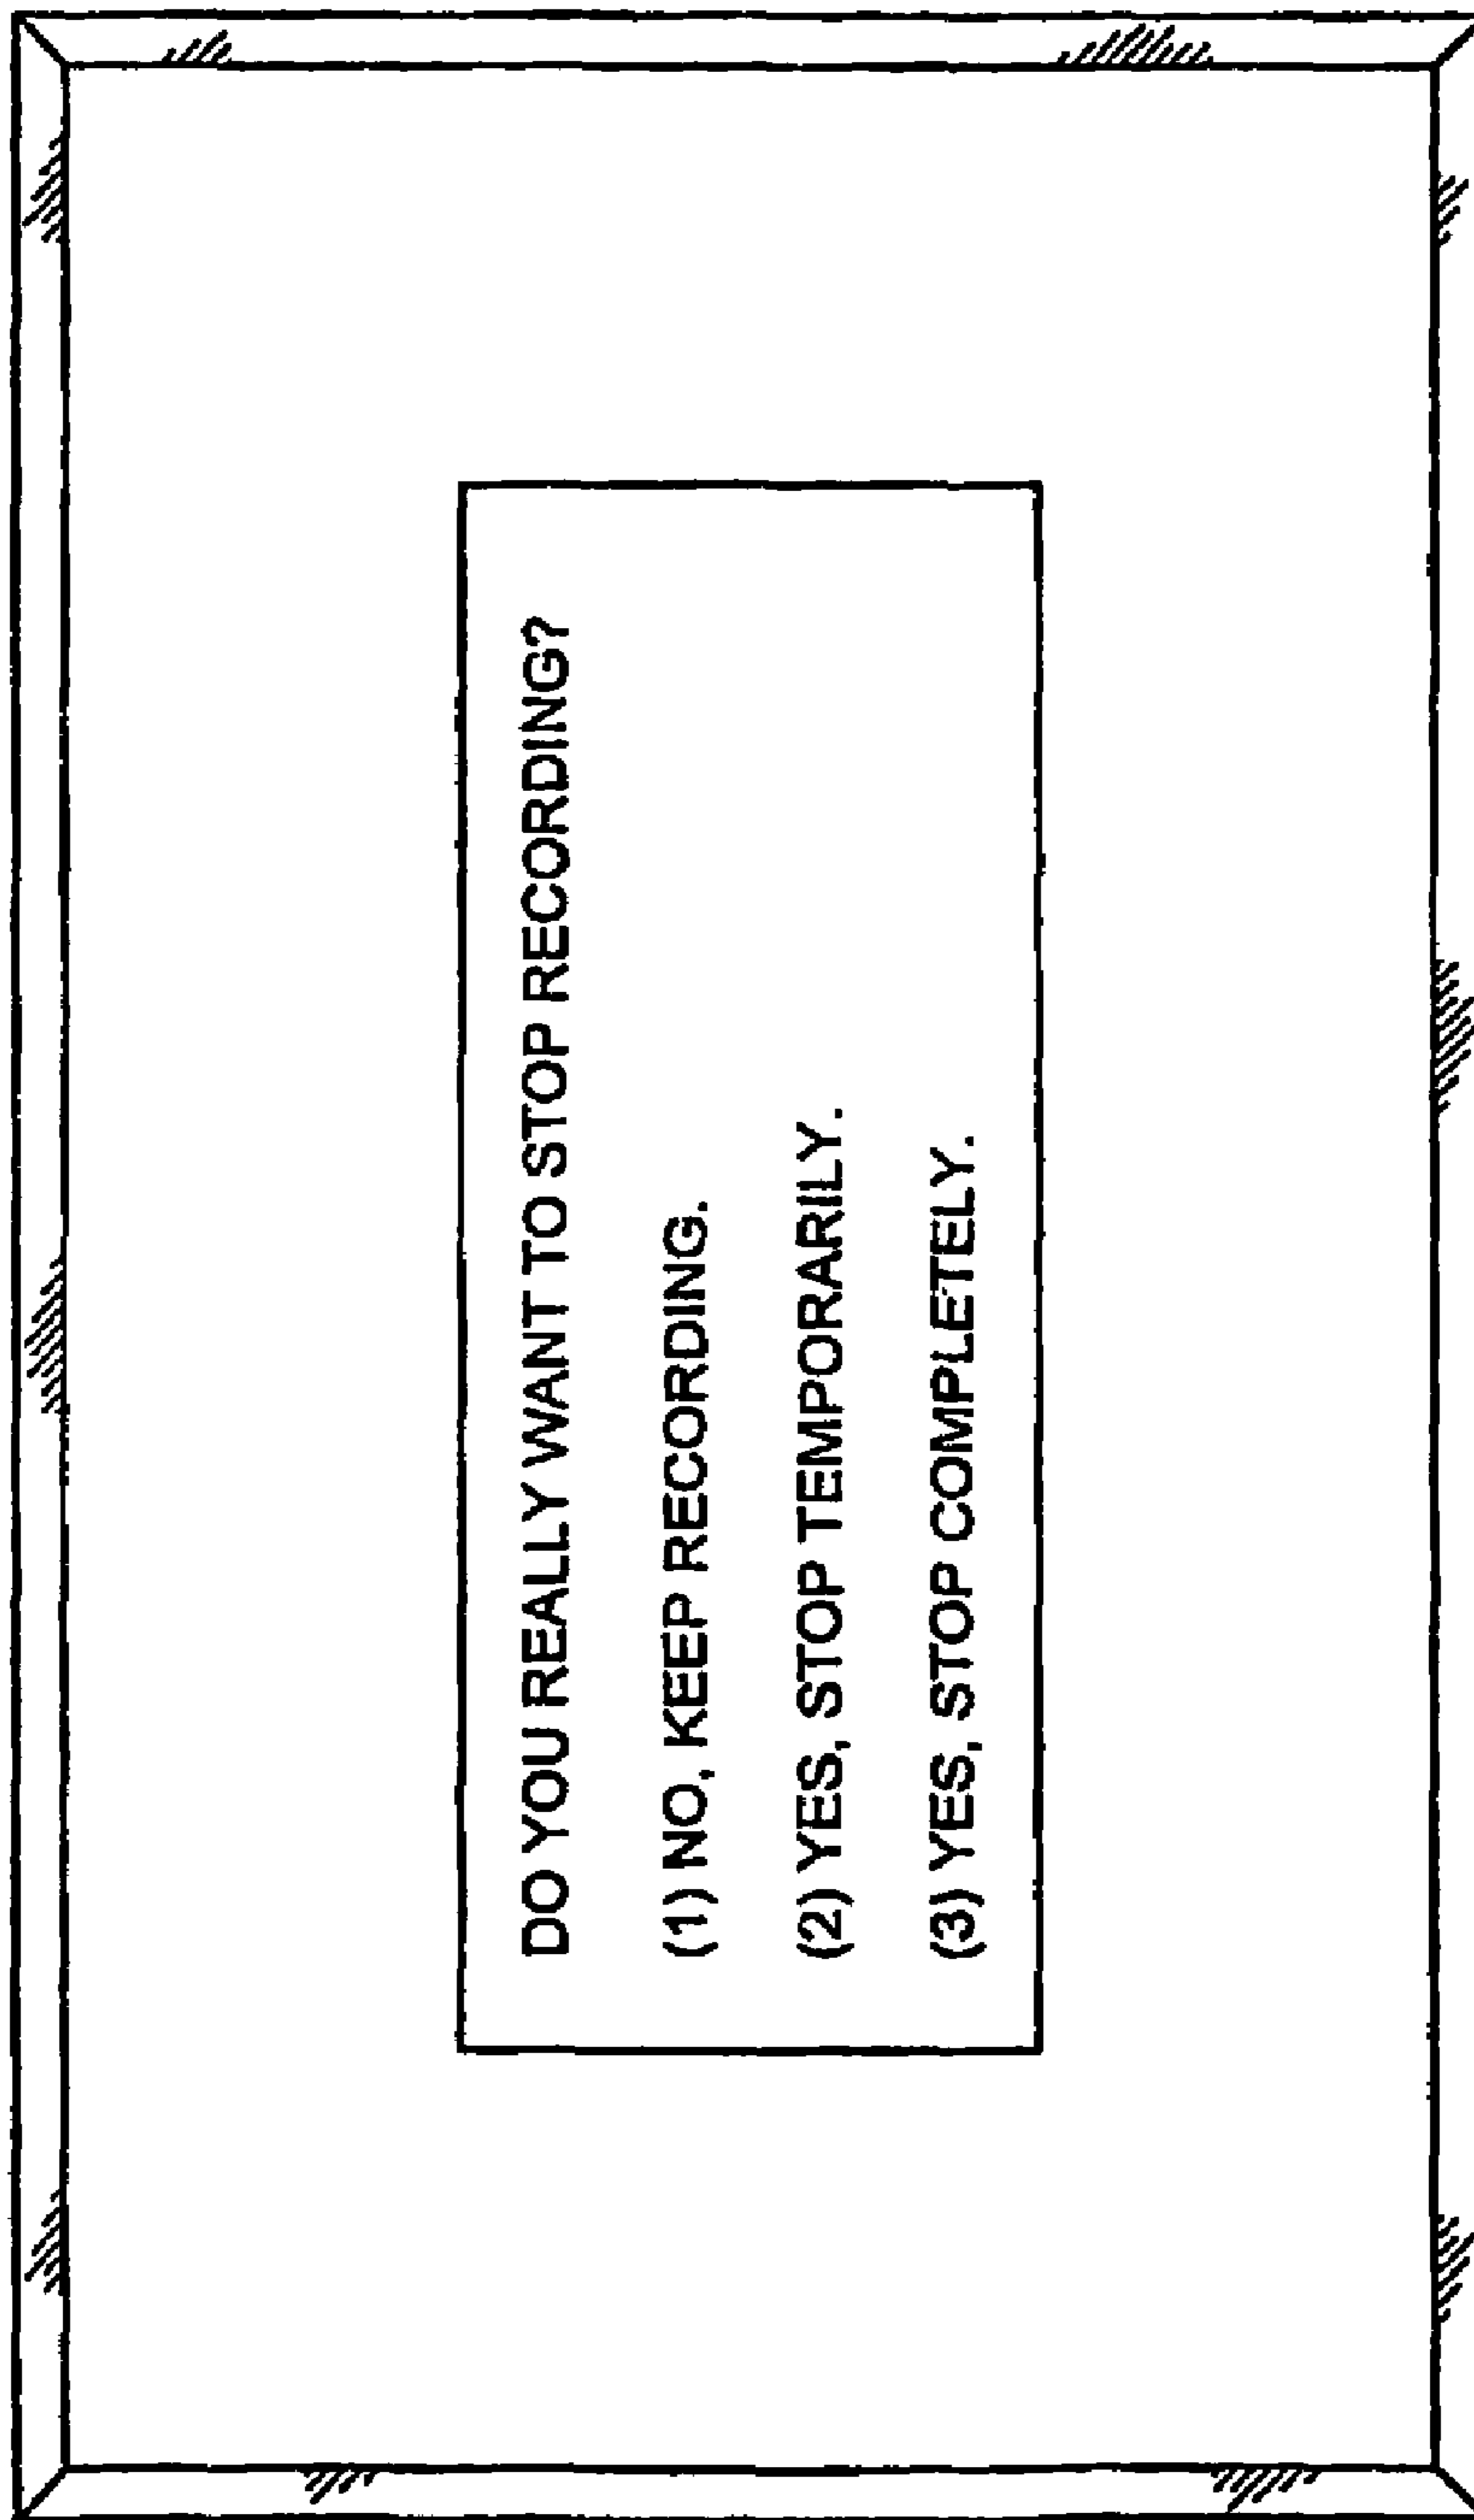 DO YOU REALLY WANT TO STOP RECORDING?
(1) NO, KEEP RECORDING.
(2) YES, STOP TEMPORARILY.
(3) YES, STOP COMPLETELY.